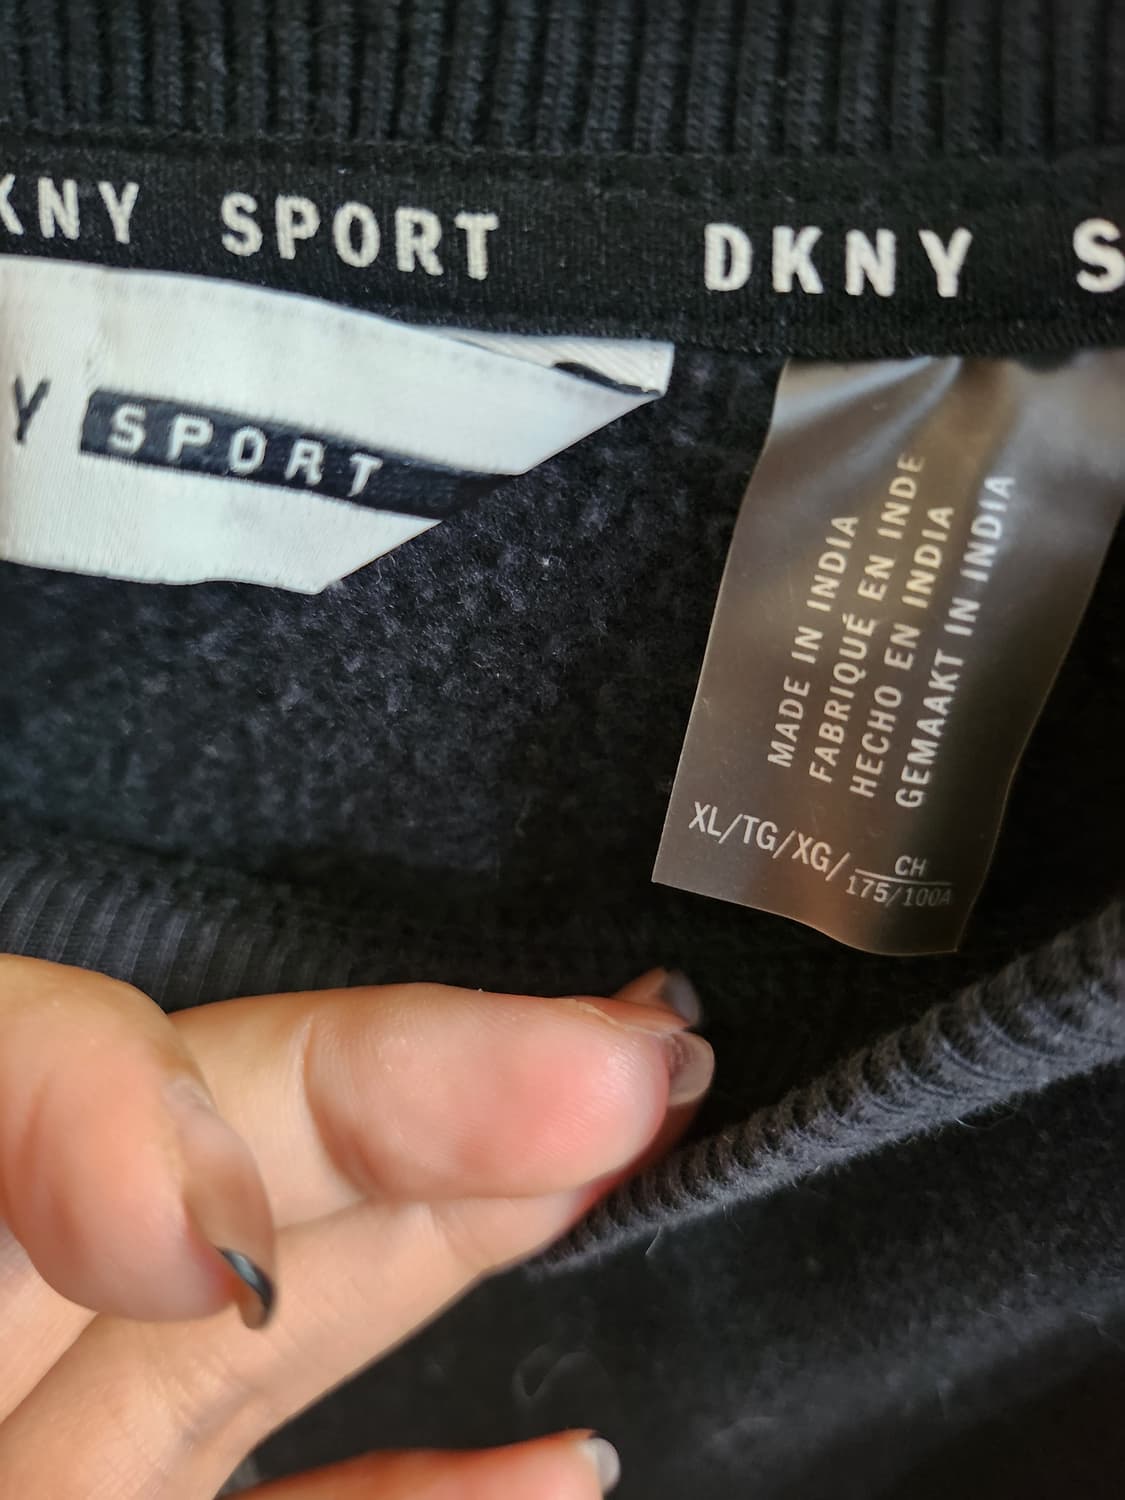 KNY SPORT DKNY S
Y SPORT
MADE IN INDIA
FABRIQUÉ EN INDE
HECHO EN INDIA
GEMAAKT IN INDIA
XL/TG/XG/ CH
175/100A